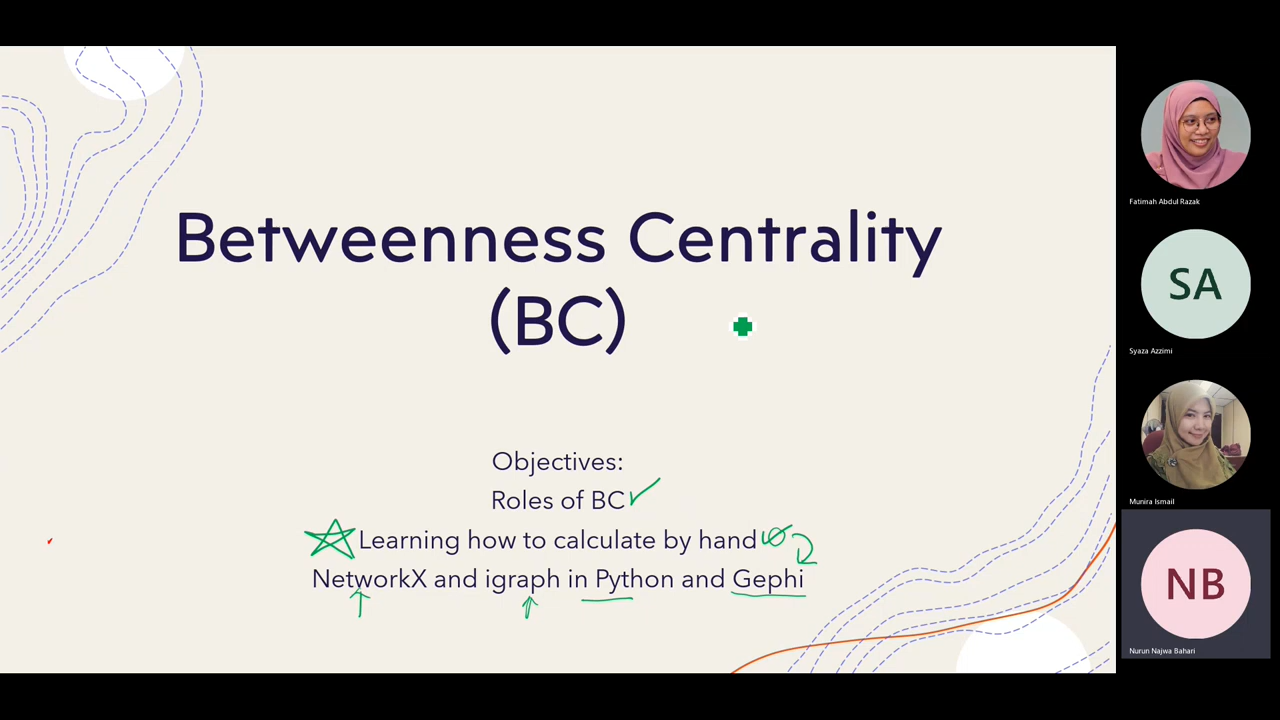 Betweenness Centrality
(BC)
Objectives:
Roles of BC
Learning how to calculate by hand
NetworkX and igraph in Python and Gephi
Fatimah Abdul Razak
SA
Syaza Azzimi
Munira Ismail
NB
Nurun Najwa Bahari